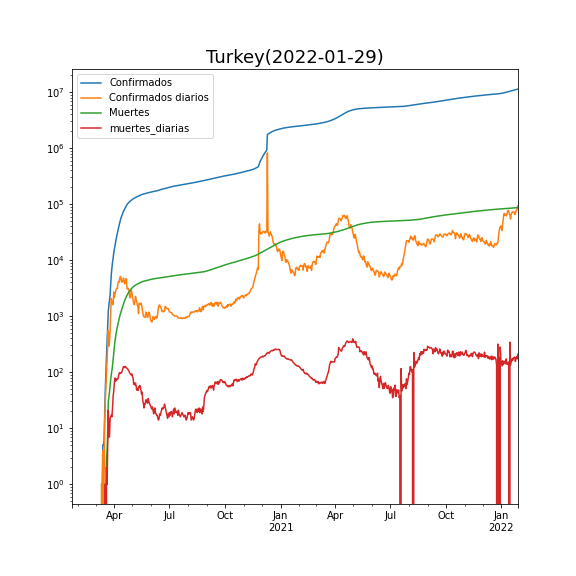 Turkey(2022-01-29)
Confirmados
Confirmados diarios
Muertes
muertes_diarias
10⁷
10⁶
10⁵
10⁴
10³
10²
10¹
10⁰
Apr Jul Oct Jan Apr Jul Oct Jan
2021 2022